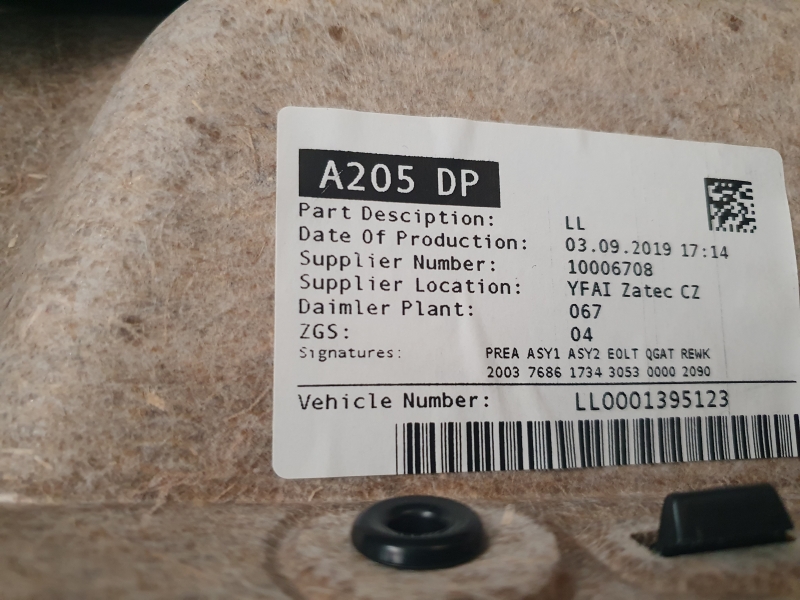 A205 DP
Part Desciption: LL
Date Of Production: 03.09.2019 17:14
Supplier Number: 10006708
Supplier Location: YFAI Zatec CZ
Daimler Plant: 067
ZGS: 04
Signatures: PREA ASY1 ASY2 EOLT QGAT REWK
2003 7686 1734 3053 0000 2090
Vehicle Number: LL0001395123